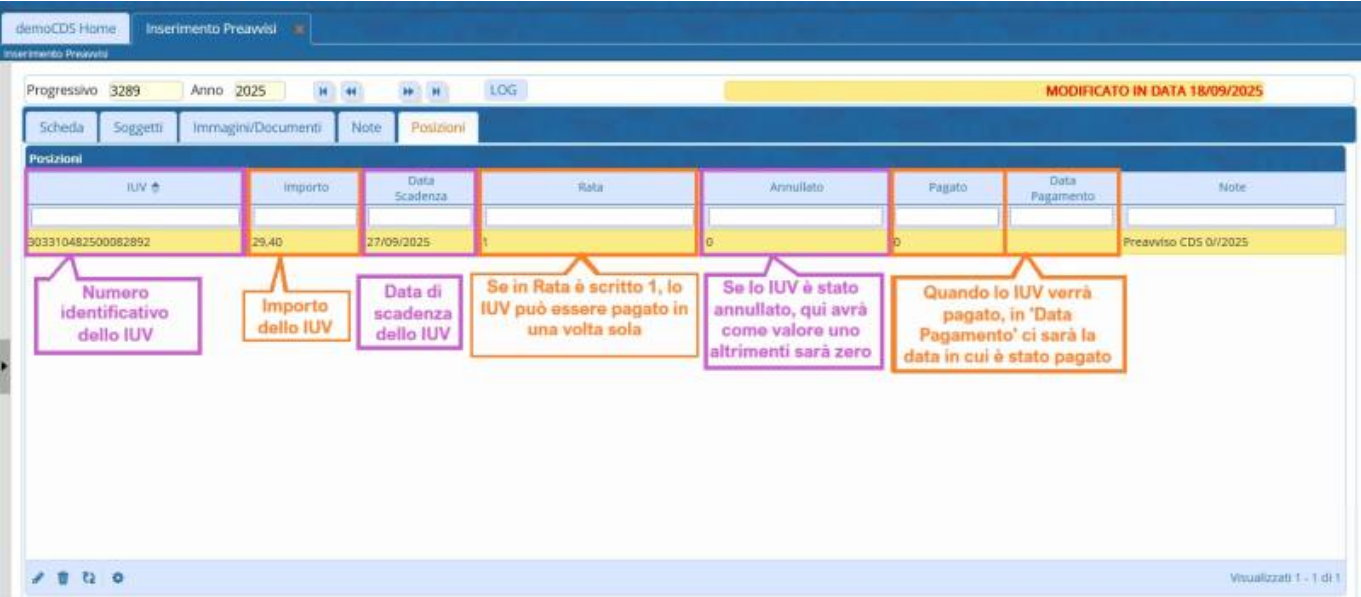 demoCDS Home Inserimento Preavvisi
Inserimento Preavvisi
Progressivo 3289 Anno 2025 LOG MODIFICATO IN DATA 18/09/2025
Scheda Soggetti Immagini/Documenti Note Posizioni
Posizioni
IUV Importo Data Scadenza Rata Annullato Pagato Data Pagamento Note
303310482500082892 29,40 27/09/2025 1 0 0 Preavviso CDS 0//2025
Numero
identificativo
dello IUV
Importo
dello IUV
Data di
scadenza
dello IUV
Se in Rata è scritto 1, lo
IUV può essere pagato in
una volta sola
Se lo IUV è stato
annullato, qui avrà
come valore uno
altrimenti sarà zero
Quando lo IUV verrà
pagato, in 'Data
Pagamento' ci sarà la
data in cui è stato pagato
Visualizzati 1 - 1 di 1